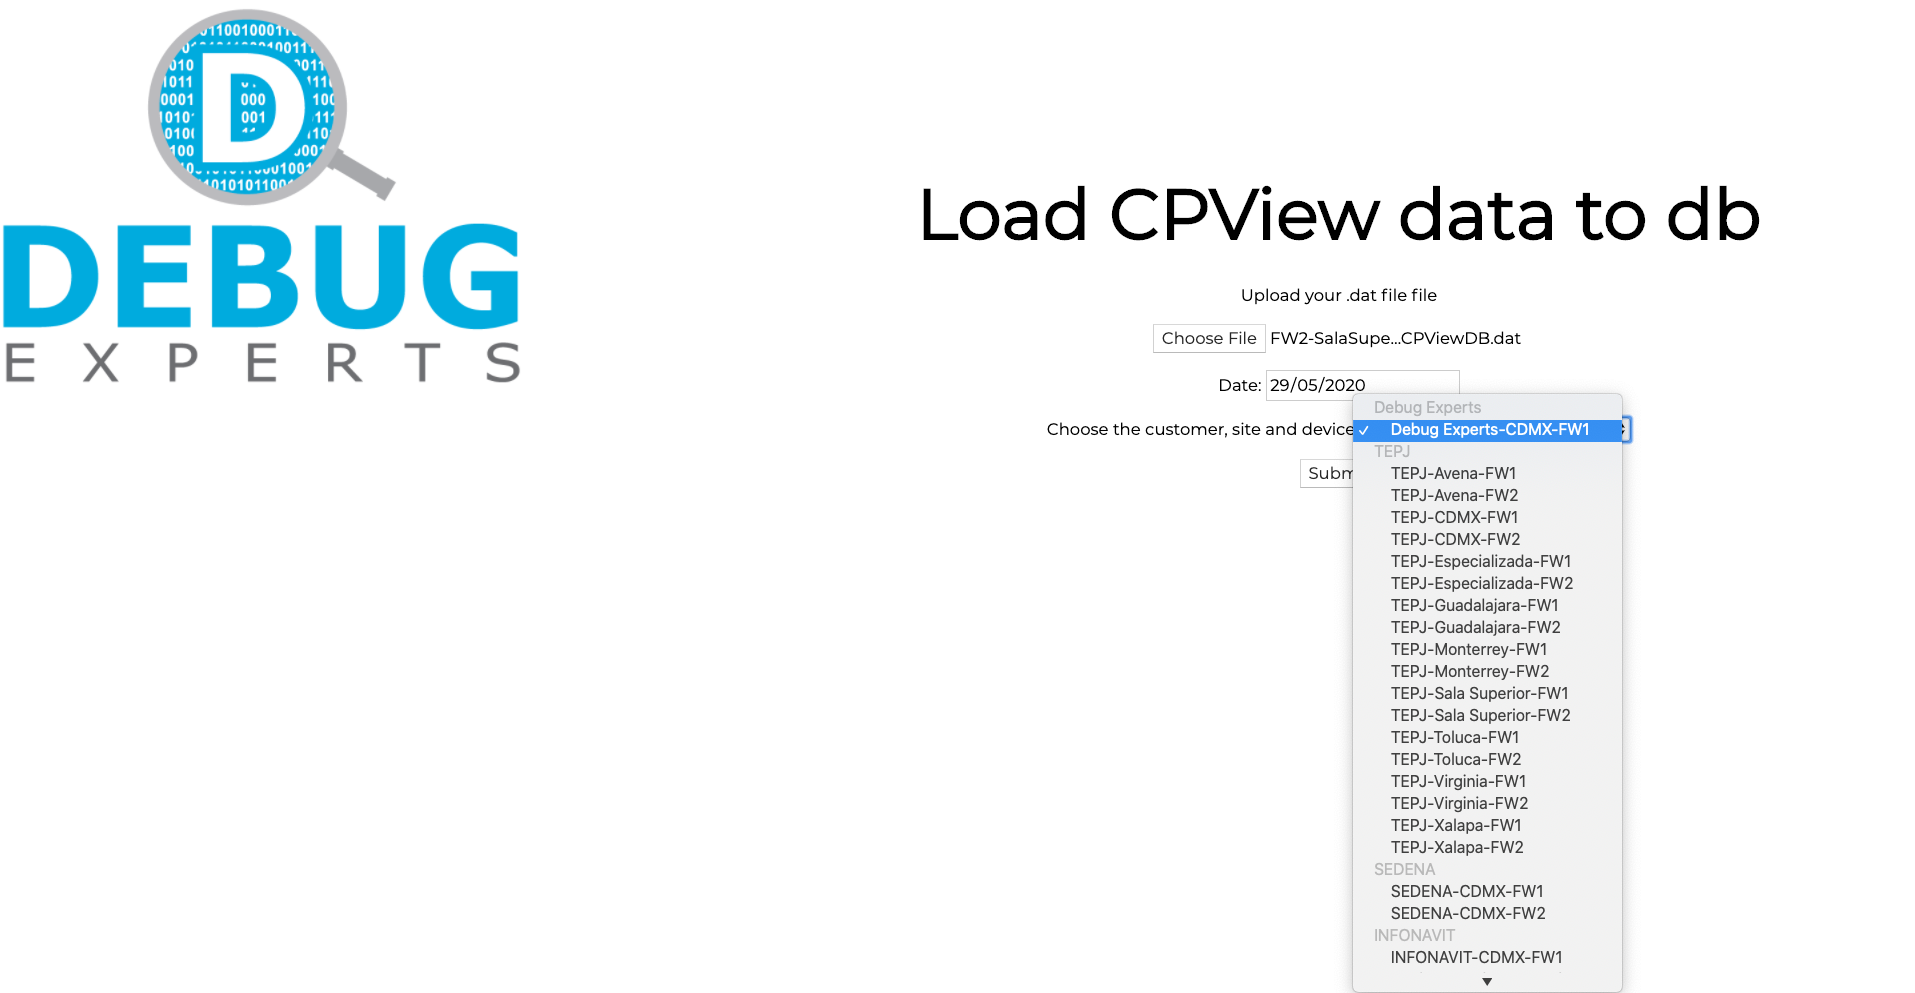 D
DEBUG
EXPERTS
Load CPView data to db
Upload your .dat file file
Choose File FW2-SalaSupe...CPViewDB.dat
Date: 29/05/2020
Choose the customer, site and device
Subm
Debug Experts
✓ Debug Experts-CDMX-FW1
TEPJ
TEPJ-Avena-FW1
TEPJ-Avena-FW2
TEPJ-CDMX-FW1
TEPJ-CDMX-FW2
TEPJ-Especializada-FW1
TEPJ-Especializada-FW2
TEPJ-Guadalajara-FW1
TEPJ-Guadalajara-FW2
TEPJ-Monterrey-FW1
TEPJ-Monterrey-FW2
TEPJ-Sala Superior-FW1
TEPJ-Sala Superior-FW2
TEPJ-Toluca-FW1
TEPJ-Toluca-FW2
TEPJ-Virginia-FW1
TEPJ-Virginia-FW2
TEPJ-Xalapa-FW1
TEPJ-Xalapa-FW2
SEDENA
SEDENA-CDMX-FW1
SEDENA-CDMX-FW2
INFONAVIT
INFONAVIT-CDMX-FW1